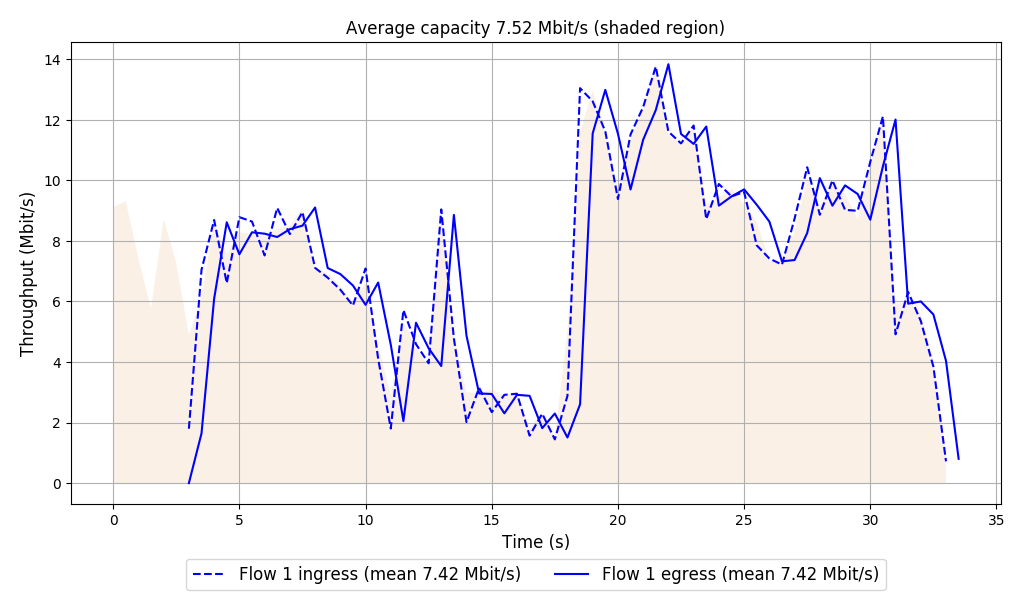 Average capacity 7.52 Mbit/s (shaded region)
14
12
10
8
6
4
2
0
Throughput (Mbit/s)
0 5 10 15 20 25 30 35
Time (s)
Flow 1 ingress (mean 7.42 Mbit/s) Flow 1 egress (mean 7.42 Mbit/s)